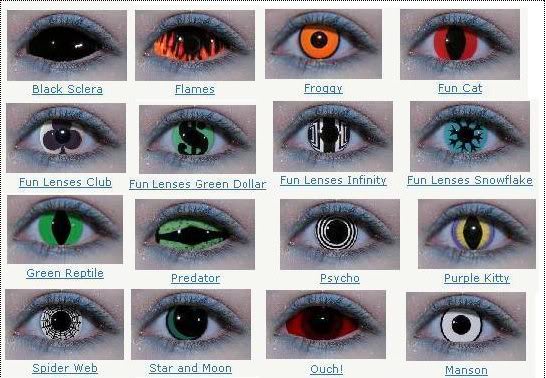 Black Sclera
Flames
Froggy
Fun Cat
Fun Lenses Club
Fun Lenses Green Dollar
Fun Lenses Infinity
Fun Lenses Snowflake
Green Reptile
Predator
Psycho
Purple Kitty
Spider Web
Star and Moon
Ouch!
Manson